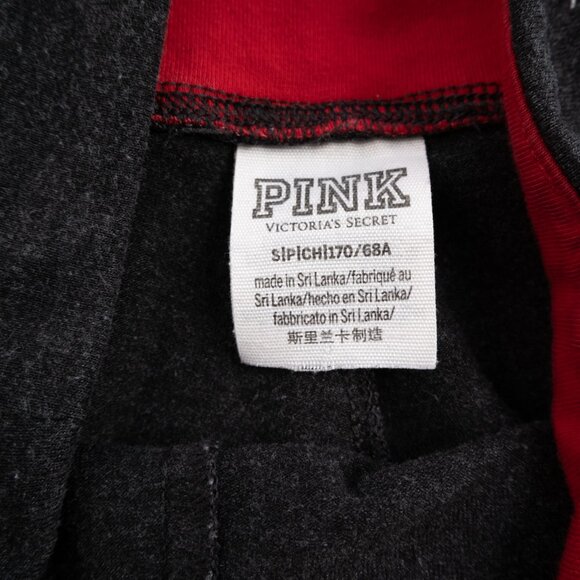 PINK
VICTORIA'S SECRET
S|P|CH|170/68A
made in Sri Lanka/fabriqué au
Sri Lanka/hecho en Sri Lanka/
fabbricato in Sri Lanka/
斯里兰卡制造